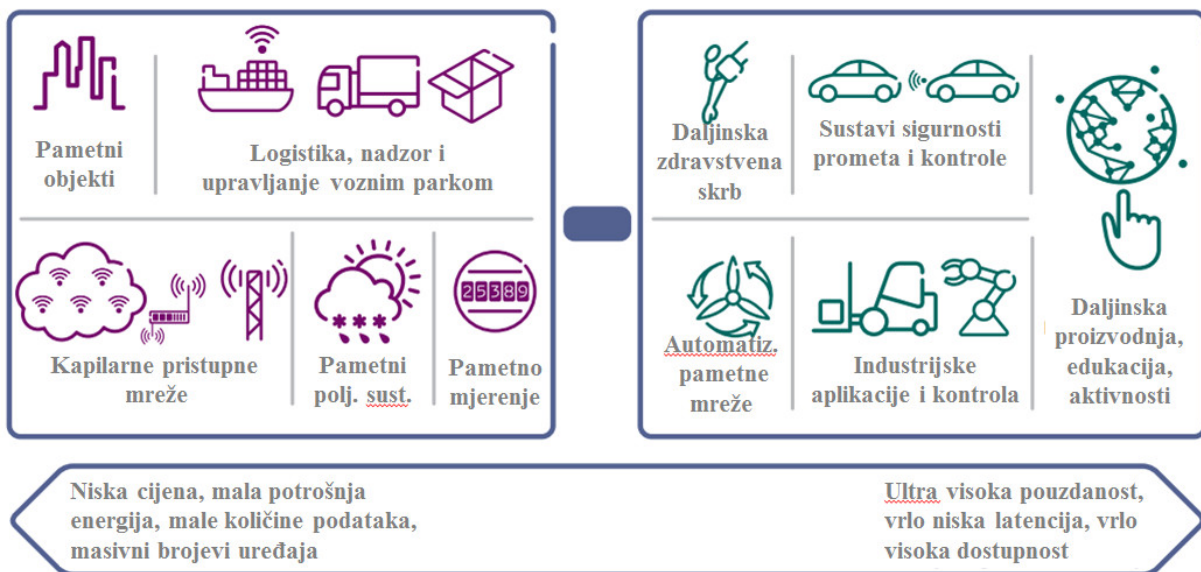 Pametni
objekti
Logistika, nadzor i
upravljanje voznim parkom
Kapilarne pristupne
mreže
Pametni
polj. sust.
25389
Pametno
mjerenje
Daljinska
zdravstvena
skrb
Sustavi sigurnosti
prometa i kontrole
Automatiz.
pametne
mreže
Industrijske
aplikacije i kontrola
Daljinska
proizvodnja,
edukacija,
aktivnosti
Niska cijena, mala potrošnja
energija, male količine podataka,
masivni brojevi uređaja
Ultra visoka pouzdanost,
vrlo niska latencija, vrlo
visoka dostupnost